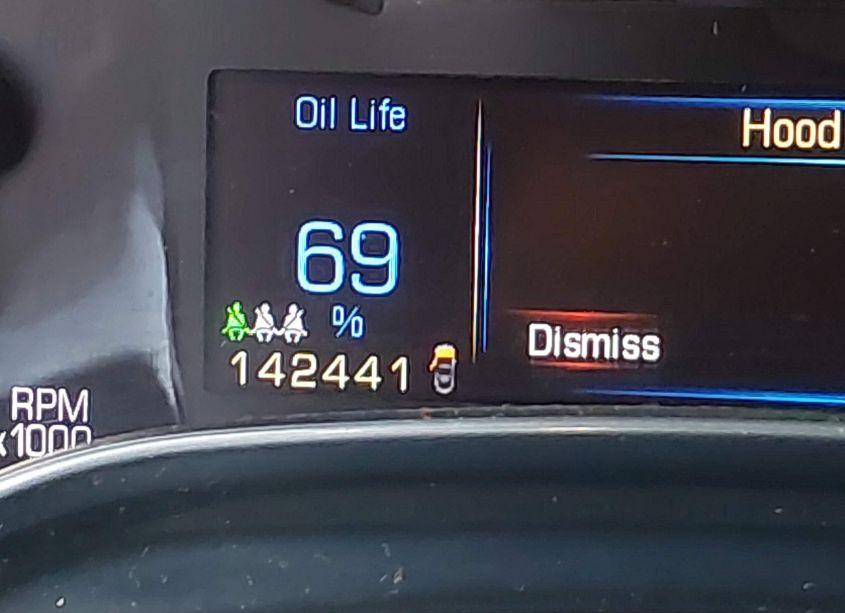 Oil Life
69
%
142441
Hood
Dismiss
RPM
x1000